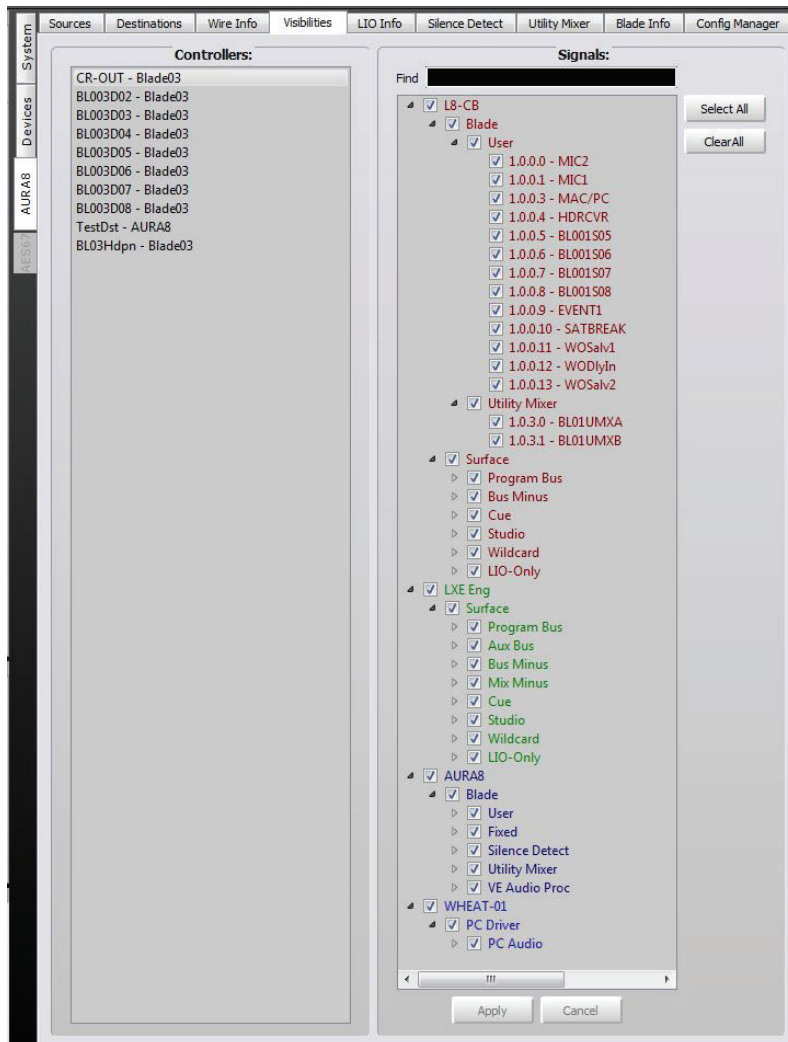 Sources Destinations Wire Info Visibilities LIO Info Silence Detect Utility Mixer Blade Info Config Manager
System
Devices
AURA8
AES67
Controllers:
CR-OUT - Blade03
BL003D02 - Blade03
BL003D03 - Blade03
BL003D04 - Blade03
BL003D05 - Blade03
BL003D06 - Blade03
BL003D07 - Blade03
BL003D08 - Blade03
TestDst - AURA8
BL03Hdpn - Blade03
Signals:
Find
L8-CB
Blade
User
1.0.0.0 - MIC2
1.0.0.1 - MIC1
1.0.0.3 - MAC/PC
1.0.0.4 - HDRCVR
1.0.0.5 - BL001S05
1.0.0.6 - BL001S06
1.0.0.7 - BL001S07
1.0.0.8 - BL001S08
1.0.0.9 - EVENT1
1.0.0.10 - SATBREAK
1.0.0.11 - WOSalv1
1.0.0.12 - WODlyIn
1.0.0.13 - WOSalv2
Utility Mixer
1.0.3.0 - BL01UMXA
1.0.3.1 - BL01UMXB
Surface
Program Bus
Bus Minus
Cue
Studio
Wildcard
LIO-Only
LXE Eng
Surface
Program Bus
Aux Bus
Bus Minus
Mix Minus
Cue
Studio
Wildcard
LIO-Only
AURA8
Blade
User
Fixed
Silence Detect
Utility Mixer
VE Audio Proc
WHEAT-01
PC Driver
PC Audio
Select All
ClearAll
Apply Cancel